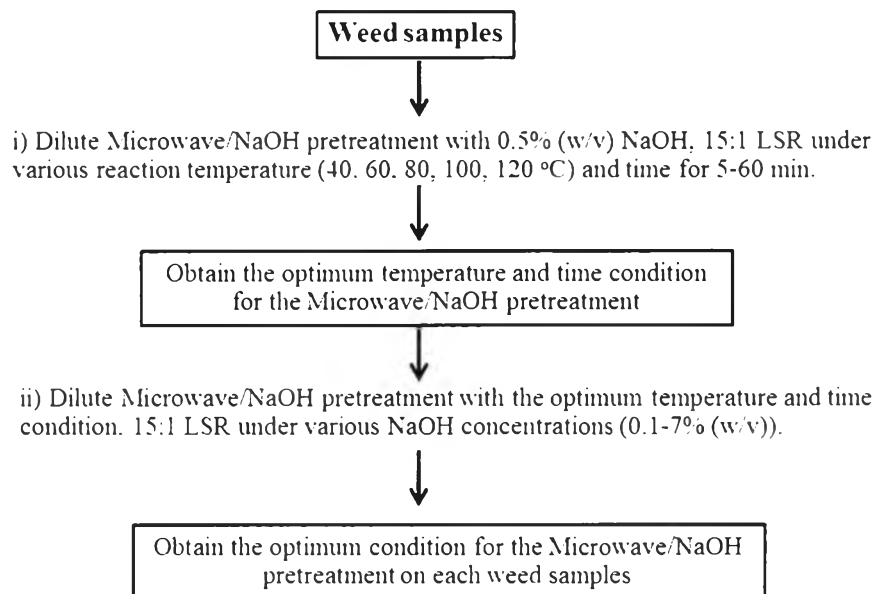 Weed samples
i) Dilute Microwave/NaOH pretreatment with 0.5% (w/v) NaOH, 15:1 LSR under
various reaction temperature (40. 60. 80, 100, 120 °C) and time for 5-60 min.
Obtain the optimum temperature and time condition
for the Microwave/NaOH pretreatment
ii) Dilute Microwave/NaOH pretreatment with the optimum temperature and time
condition. 15:1 LSR under various NaOH concentrations (0.1-7% (w/v)).
Obtain the optimum condition for the Microwave/NaOH
pretreatment on each weed samples